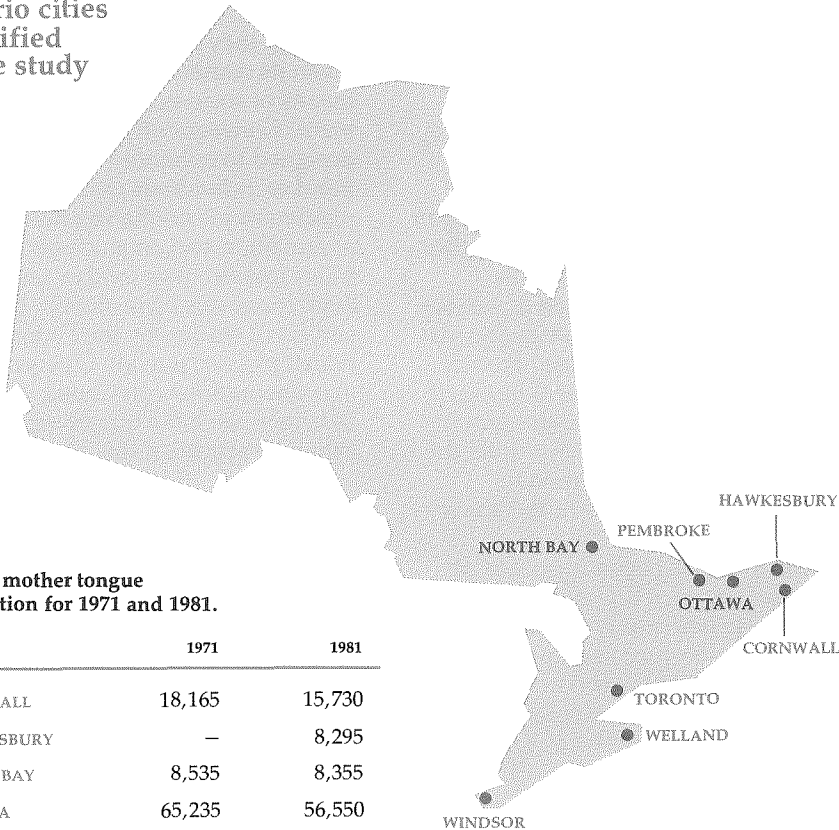 rio cities
ified
e study
HAWKESBURY
PEMBROKE
NORTH BAY
OTTAWA
CORNWALL
TORONTO
WELLAND
WINDSOR
mother tongue
tion for 1971 and 1981.
1971 1981
ALL 18,165 15,730
SBURY – 8,295
BAY 8,535 8,355
A 65,235 56,550